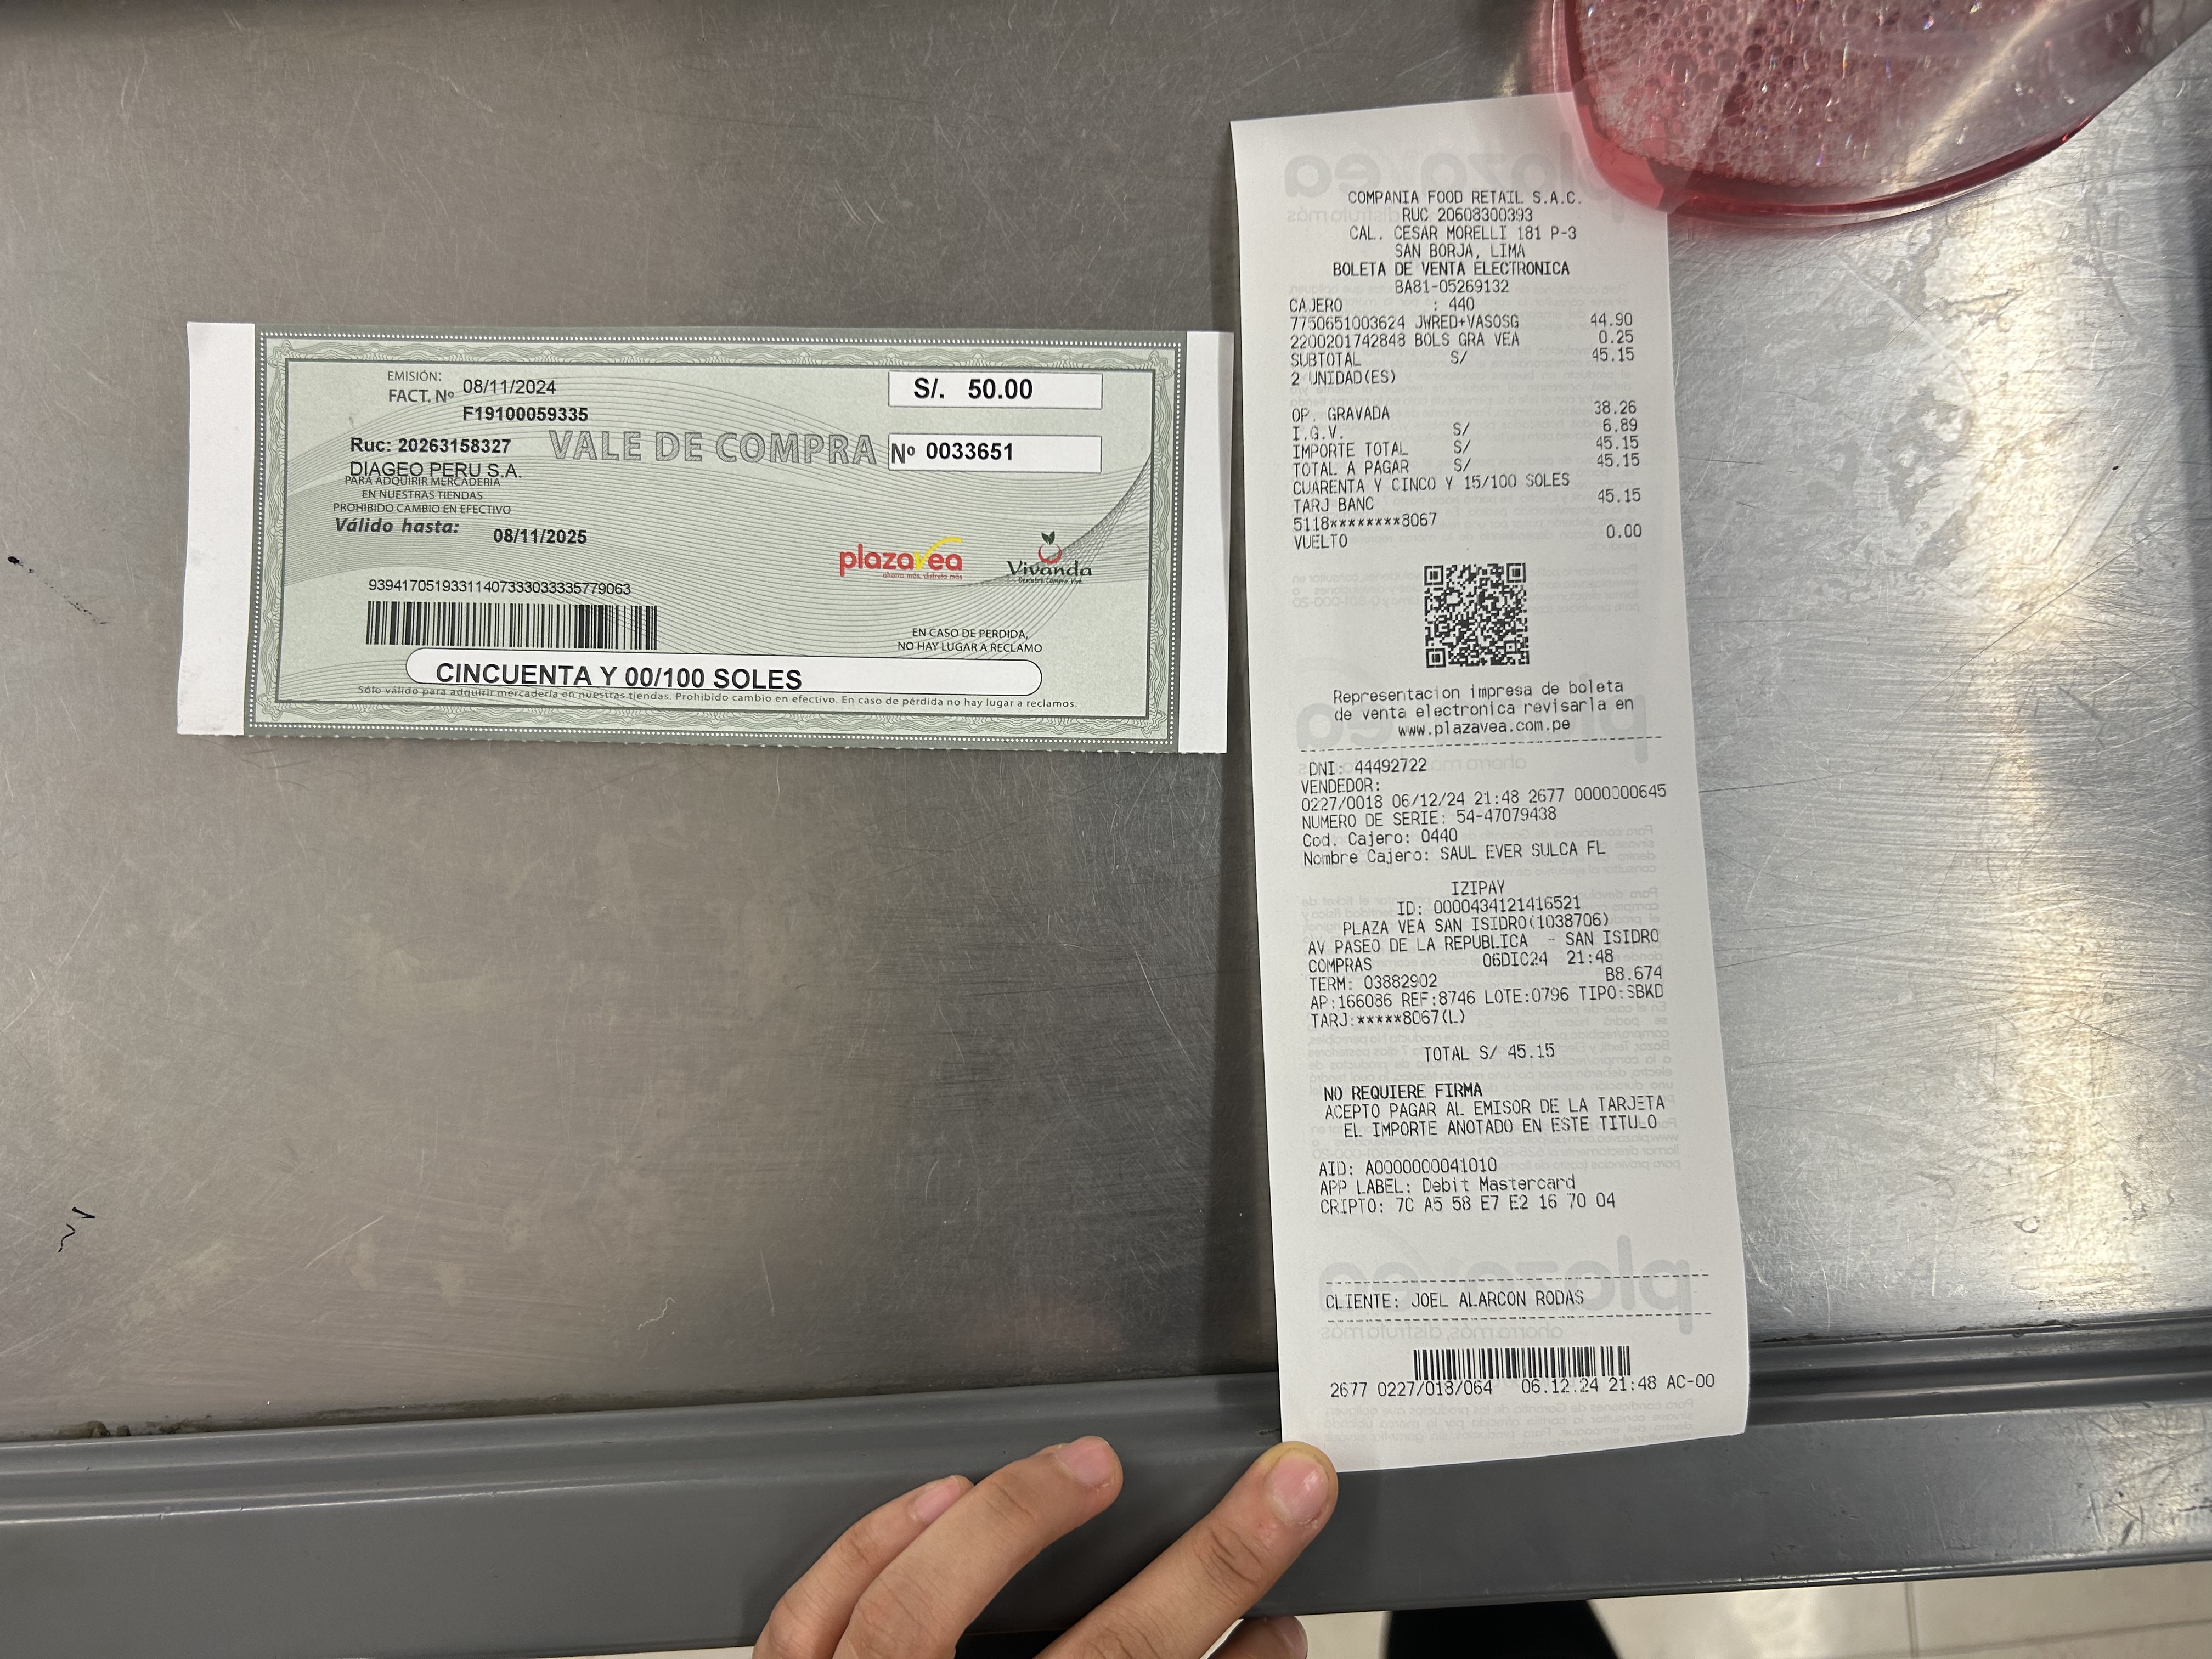 EMISIÓN: 08/11/2024
FACT. Nº F19100059335
S/. 50.00
Ruc: 20263158327
VALE DE COMPRA
Nº 0033651
DIAGEO PERU S.A.
PARA ADQUIRIR MERCADERIA
EN NUESTRAS TIENDAS
PROHIBIDO CAMBIO EN EFECTIVO
Válido hasta: 08/11/2025
plazavea
Vivanda
EN CASO DE PERDIDA,
NO HAY LUGAR A RECLAMO
CINCUENTA Y 00/100 SOLES
Sólo válido para adquirir mercadería en nuestras tiendas. Prohibido cambio en efectivo. En caso de pérdida no hay lugar a reclamos.
COMPANIA FOOD RETAIL S.A.C.
RUC: 20608300393
CAL. CESAR MORELLI 181 P-3
SAN BORJA, LIMA
BOLETA DE VENTA ELECTRONICA
BA81-05269132
CAJERO : 440
7750651003624 JWRED+VASOSG 44.90
2200201742848 BOLS GRA VEA 0.25
SUBTOTAL S/ 45.15
2 UNIDAD(ES)
OP. GRAVADA 38.26
I.G.V. S/ 6.89
IMPORTE TOTAL S/ 45.15
TOTAL A PAGAR S/ 45.15
CUARENTA Y CINCO Y 15/100 SOLES
TARJ BANC 45.15
5118********8067
VUELTO 0.00
Representacion impresa de boleta
de venta electronica revisarla en
www.plazavea.com.pe
DNI: 44492722
VENDEDOR:
0227/0018 06/12/24 21:48 2677 0000000645
NUMERO DE SERIE: 54-47079438
Cod. Cajero: 0440
Nombre Cajero: SAUL EVER SULCA FL
IZIPAY
ID: 0000434121416521
PLAZA VEA SAN ISIDRO(1038706)
AV PASEO DE LA REPUBLICA - SAN ISIDRO
COMPRAS B8.674
TERM: 03882902 06DIC24 21:48
AP:166086 REF:8746 LOTE:0796 TIPO:SBKD
TARJ:******8067(L)
TOTAL S/ 45.15
NO REQUIERE FIRMA
ACEPTO PAGAR AL EMISOR DE LA TARJETA
EL IMPORTE ANOTADO EN ESTE TITULO
AID: A0000000041010
APP LABEL: Debit Mastercard
CRIPTO: 7C A5 58 E7 E2 16 70 04
CLIENTE: JOEL ALARCON RODAS
2677 0227/018/064 06.12.24 21:48 AC-00